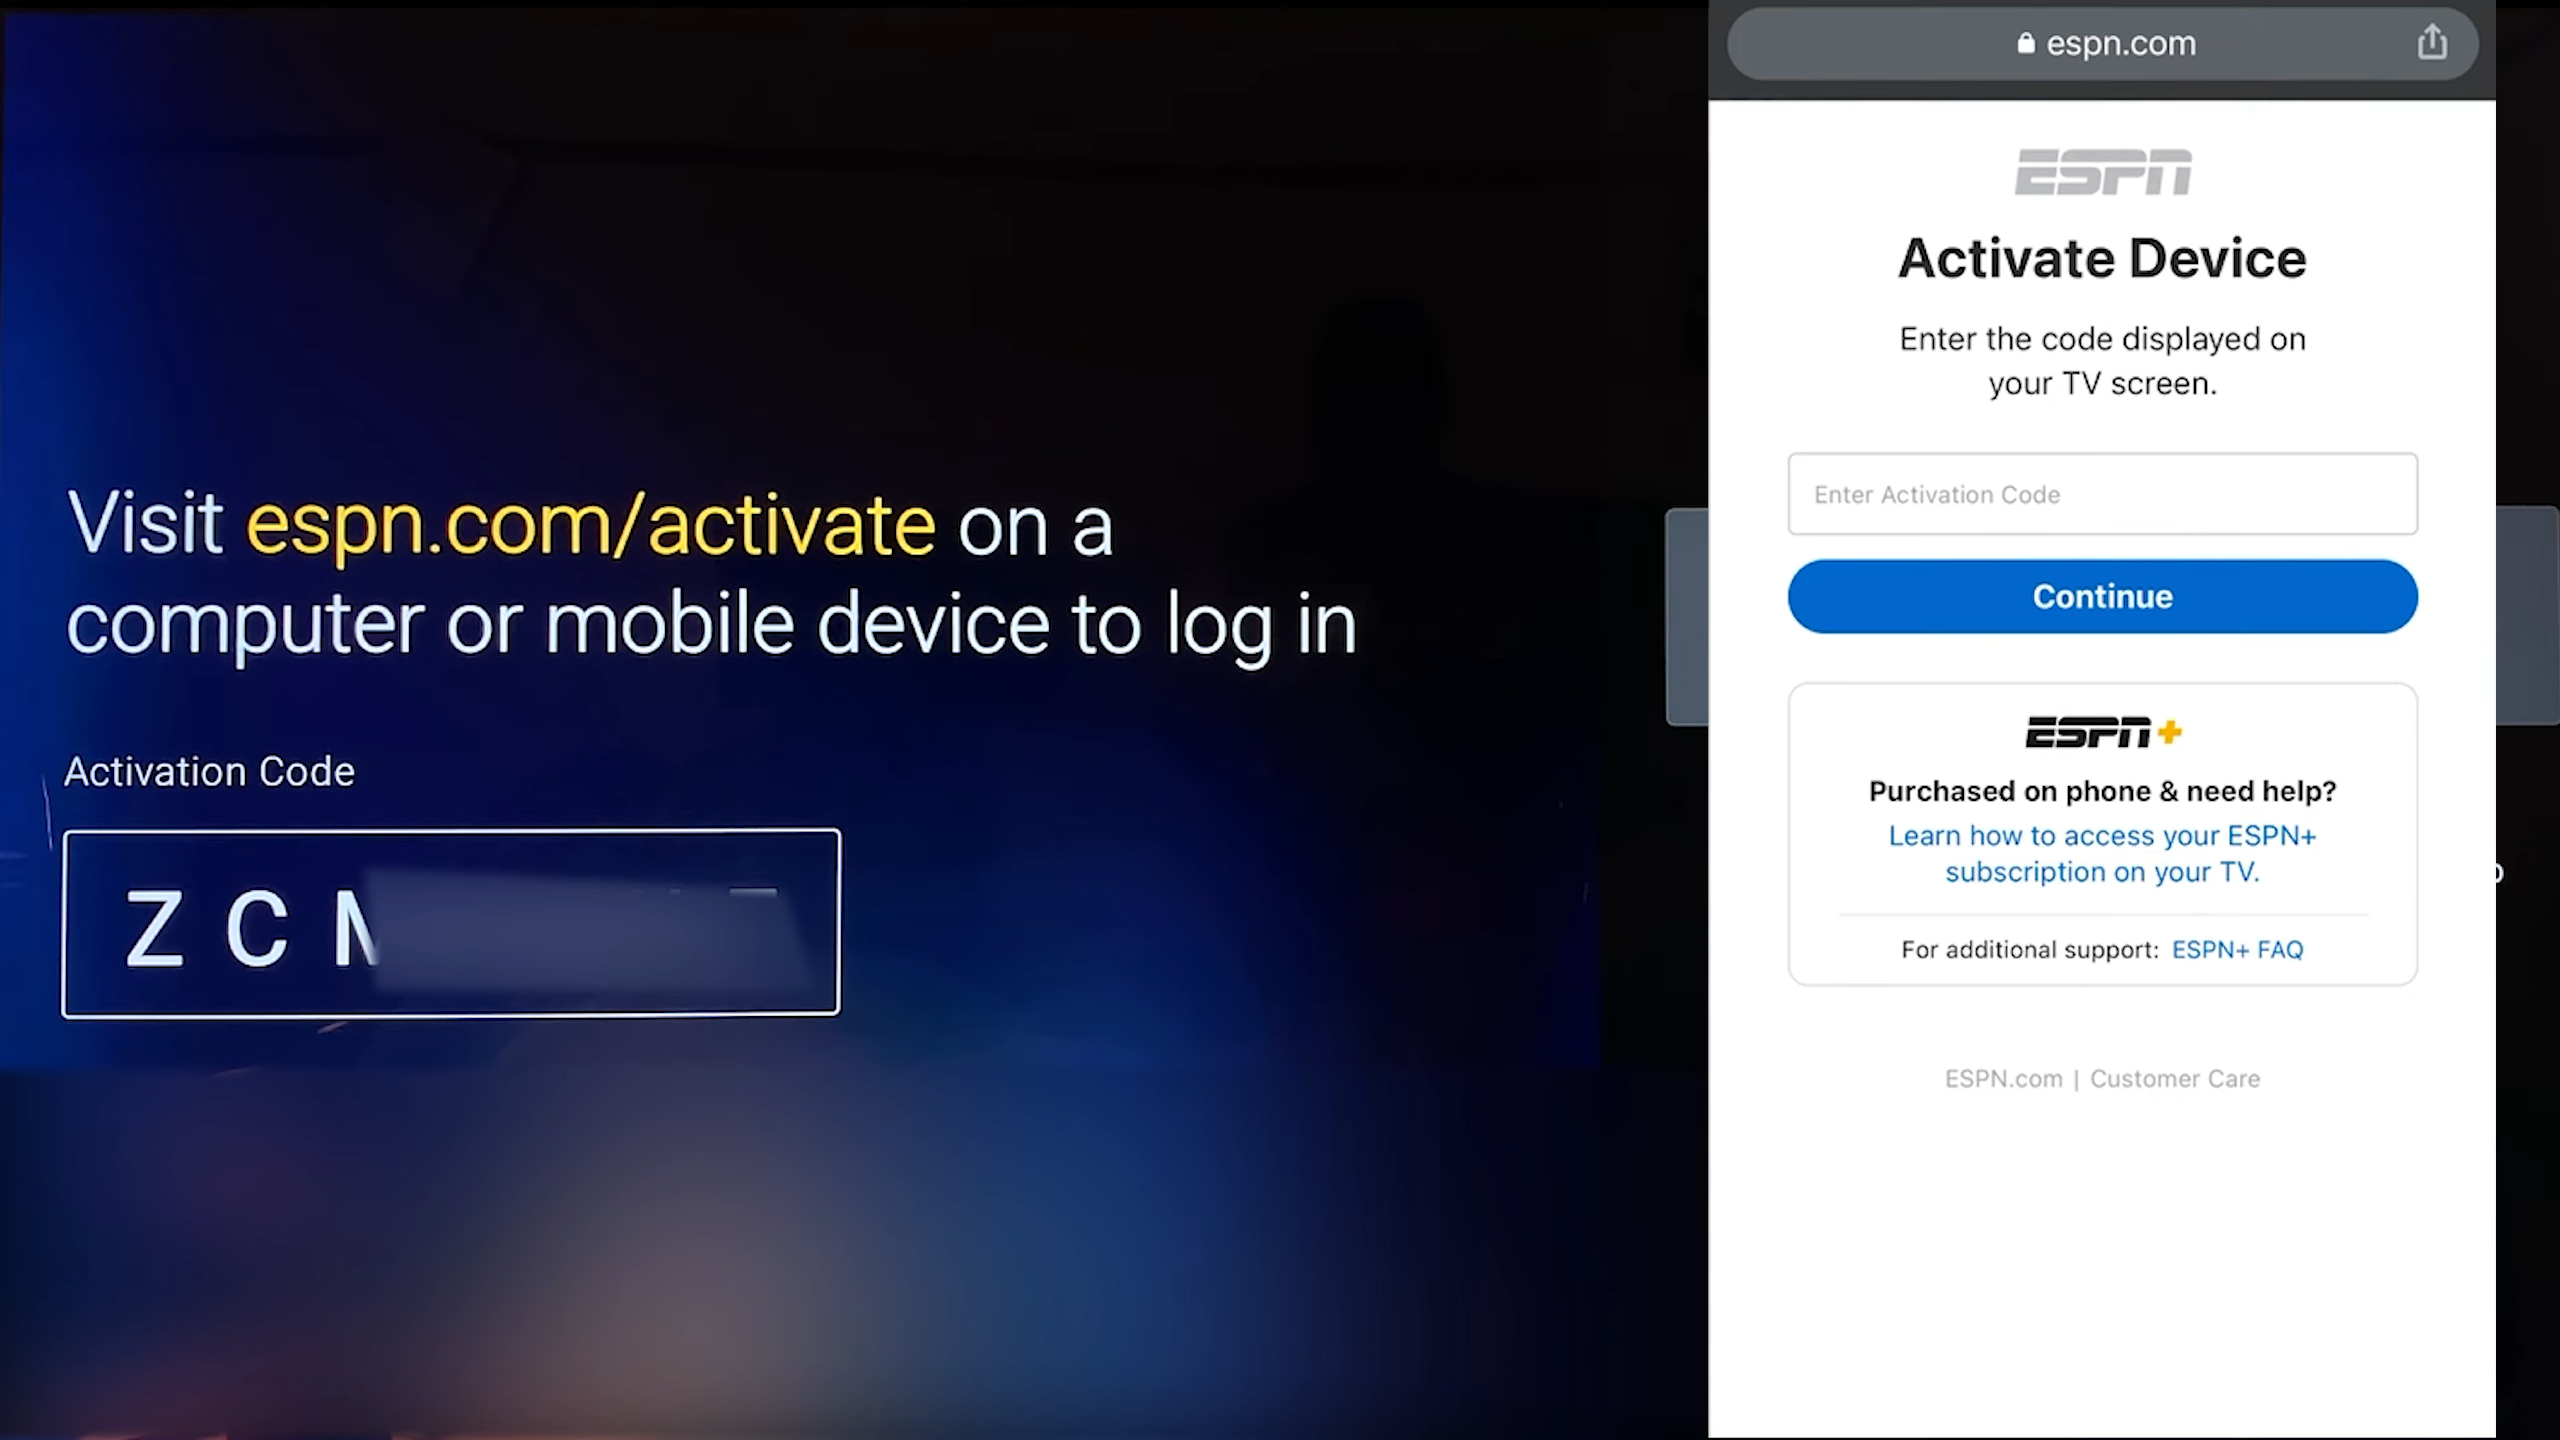 Visit espn.com/activate on a
computer or mobile device to log in
Activation Code
Z C
espn.com
ESPN
Activate Device
Enter the code displayed on
your TV screen.
Enter Activation Code
Continue
ESPN+
Purchased on phone & need help?
Learn how to access your ESPN+
subscription on your TV.
For additional support: ESPN+ FAQ
ESPN.com | Customer Care